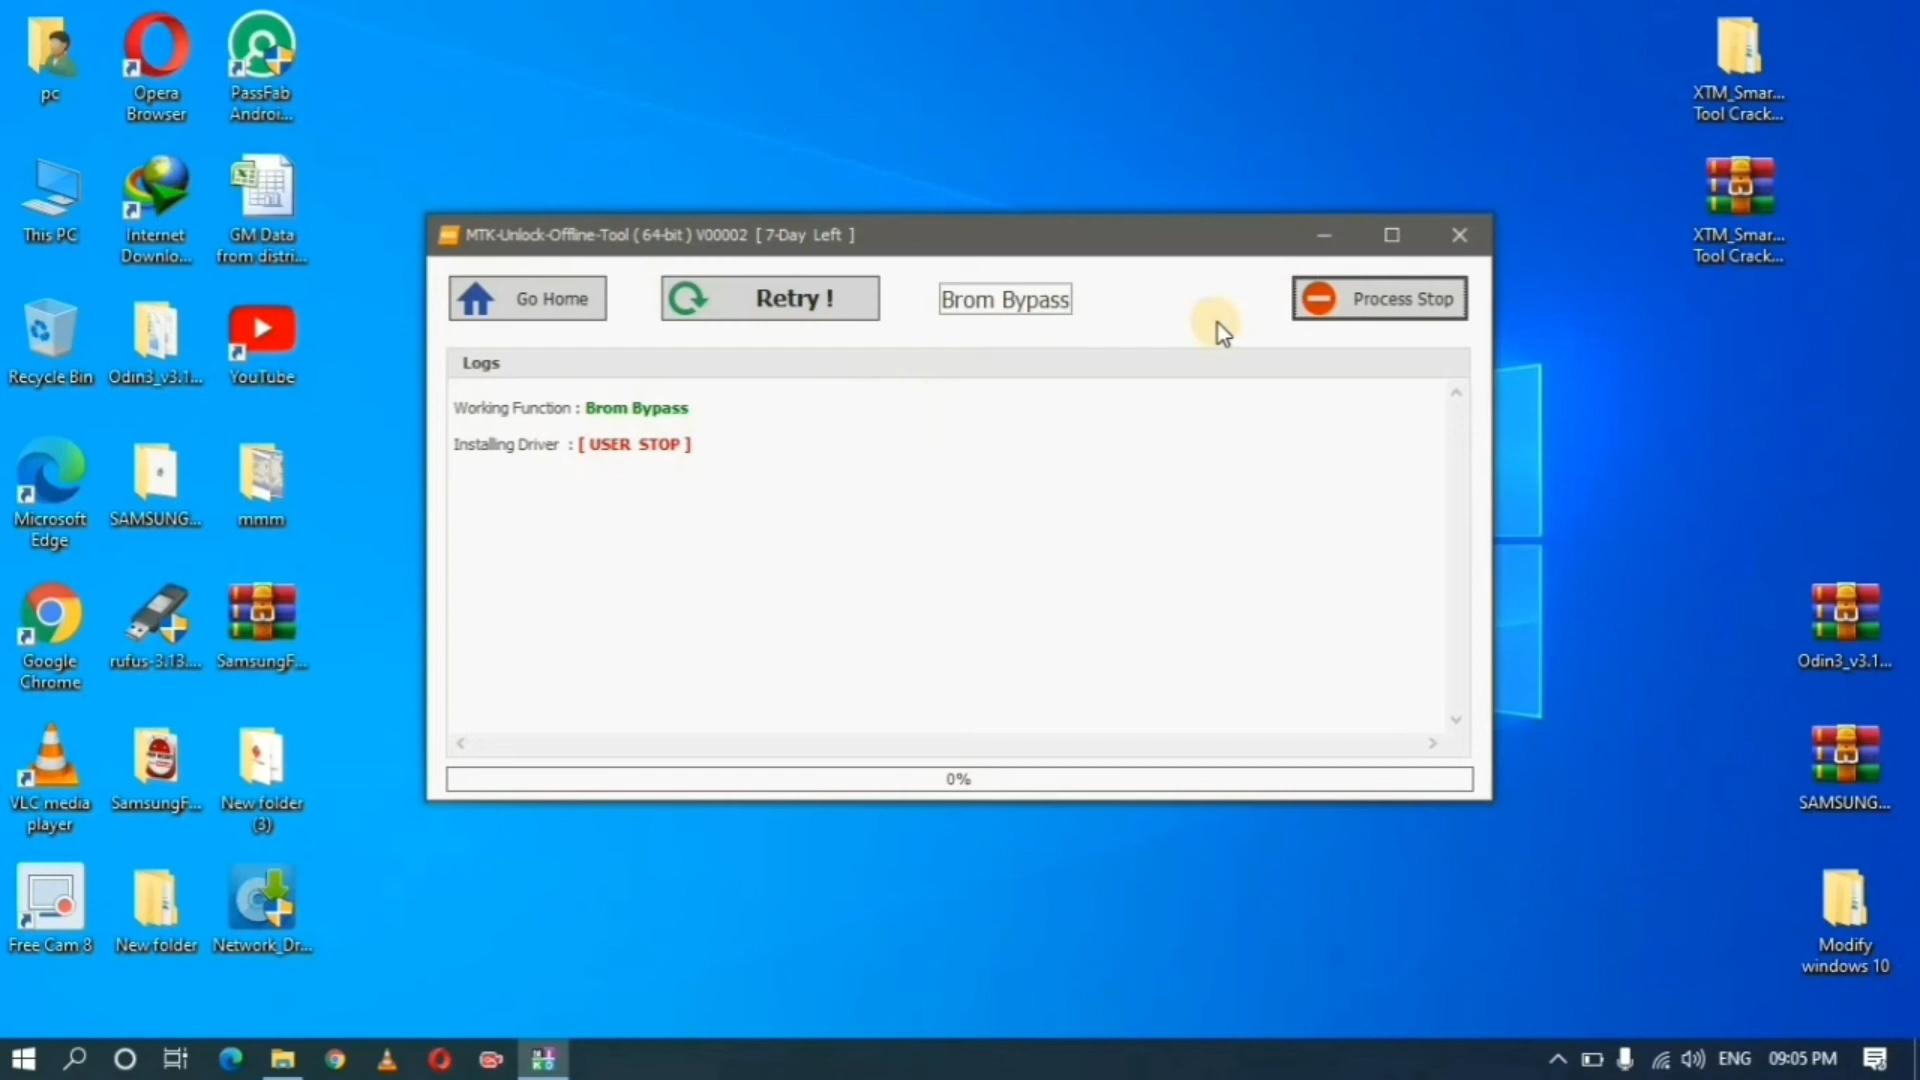 pc
Opera
Browser
PassFab
Androi...
This PC
Internet
Downlo...
GM Data
from distri...
Recycle Bin
Odin3_v3.1...
YouTube
Microsoft
Edge
SAMSUNG...
mmm
Google
Chrome
rufus-3.13....
SamsungF...
VLC media
player
SamsungF...
New folder
(3)
Free Cam 8
New folder
Network_Dr...
MTK-Unlock-Offline-Tool ( 64-bit ) V00002 [ 7-Day Left ]
Go Home
Retry !
Brom Bypass
Process Stop
Logs
Working Function : Brom Bypass
Installing Driver : [ USER STOP ]
0%
XTM_Smar...
Tool Crack...
XTM_Smar...
Tool Crack...
Odin3_v3.1...
SAMSUNG...
Modify
windows 10
ENG
09:05 PM